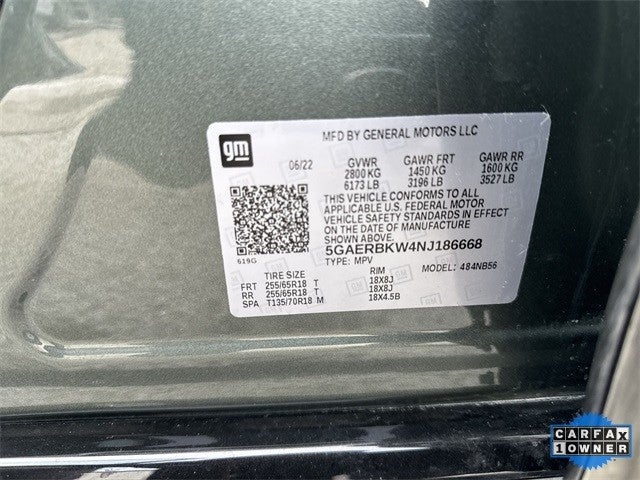 gm
MFD BY GENERAL MOTORS LLC
06/22 GVWR GAWR FRT GAWR RR
2800 KG 1450 KG 1600 KG
6173 LB 3196 LB 3527 LB
THIS VEHICLE CONFORMS TO ALL
APPLICABLE U.S. FEDERAL MOTOR
VEHICLE SAFETY STANDARDS IN EFFECT
ON THE DATE OF MANUFACTURE
SHOWN ABOVE.
5GAERBKW4NJ186668
619G
TYPE: MPV MODEL: 484NB56
TIRE SIZE RIM
FRT 255/65R18 T 18X8J
RR 255/65R18 T 18X8J
SPA T135/70R18 M 18X4.5B
CARFAX
1 OWNER